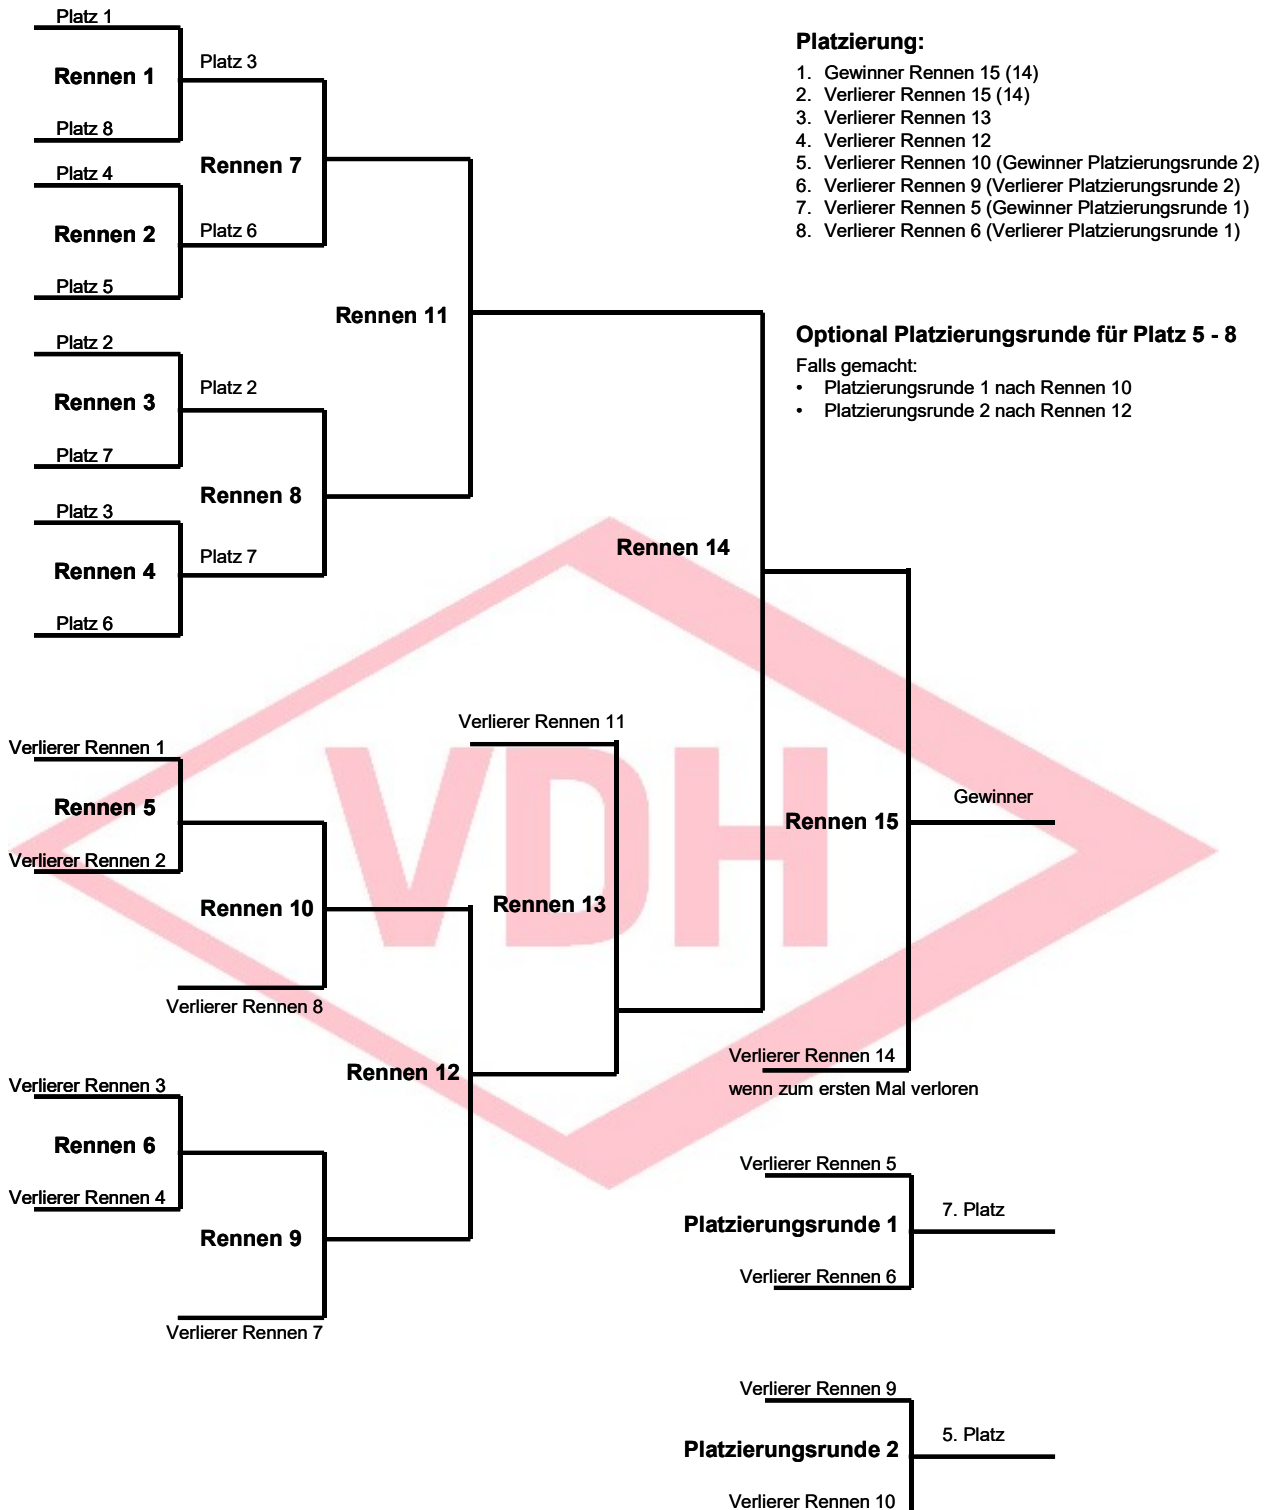 Platz 1
Rennen 1
Platz 3
Platz 8
Platz 4
Rennen 7
Rennen 2
Platz 6
Platz 5
Rennen 11
Platz 2
Rennen 3
Platz 2
Platz 7
Rennen 8
Platz 3
Rennen 4
Platz 7
Platz 6
Rennen 14
Platzierung:
1. Gewinner Rennen 15 (14)
2. Verlierer Rennen 15 (14)
3. Verlierer Rennen 13
4. Verlierer Rennen 12
5. Verlierer Rennen 10 (Gewinner Platzierungsrunde 2)
6. Verlierer Rennen 9 (Verlierer Platzierungsrunde 2)
7. Verlierer Rennen 5 (Gewinner Platzierungsrunde 1)
8. Verlierer Rennen 6 (Verlierer Platzierungsrunde 1)
Optional Platzierungsrunde für Platz 5 - 8
Falls gemacht:
• Platzierungsrunde 1 nach Rennen 10
• Platzierungsrunde 2 nach Rennen 12
Verlierer Rennen 11
Verlierer Rennen 1
Rennen 5
Verlierer Rennen 2
Rennen 10
Verlierer Rennen 8
VDH
Rennen 13
Rennen 15
Gewinner
Rennen 12
Verlierer Rennen 14
wenn zum ersten Mal verloren
Verlierer Rennen 3
Rennen 6
Verlierer Rennen 4
Rennen 9
Verlierer Rennen 7
Verlierer Rennen 5
Platzierungsrunde 1
7. Platz
Verlierer Rennen 6
Verlierer Rennen 9
Platzierungsrunde 2
5. Platz
Verlierer Rennen 10